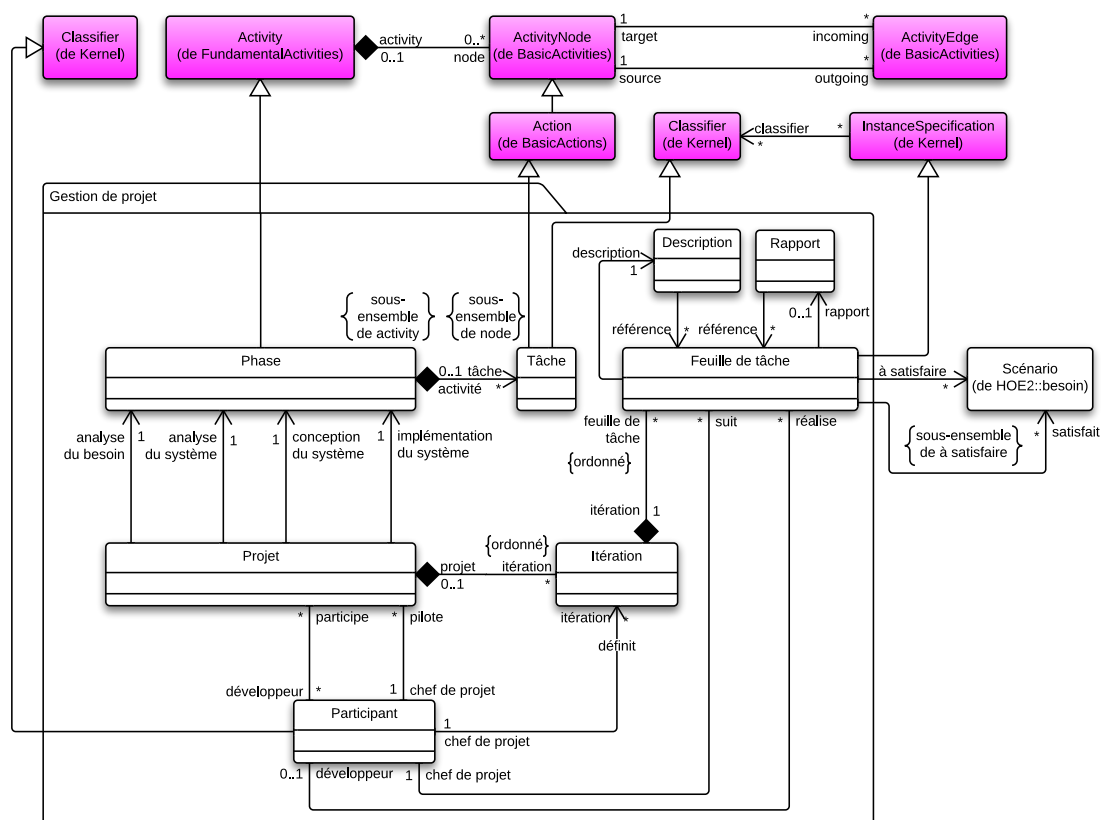 Classifier
(de Kernel)
Activity
(de FundamentalActivities)
activity
0..1
0..*
node
ActivityNode
(de BasicActivities)
1
target
*
incoming
1
source
*
outgoing
ActivityEdge
(de BasicActivities)
Action
(de BasicActions)
Classifier
(de Kernel)
classifier
*
*
InstanceSpecification
(de Kernel)
Gestion de projet
description
1
Description
Rapport
{ sous-
ensemble
de activity }
{ sous-
ensemble
de node }
référence
*
référence
*
0..1
rapport
Phase
0..1
activité
tâche
*
Tâche
Feuille de tâche
à satisfaire
*
Scénario
(de HOE2::besoin)
analyse
du besoin
1
analyse
du système
1
1
conception
du système
1
implémentation
du système
feuille de
tâche
*
{ordonné}
*
suit
*
réalise
{ sous-ensemble
de à satisfaire }
*
satisfait
itération
1
Projet
projet
0..1
{ordonné}
itération
*
Itération
*
participe
*
pilote
itération
*
définit
développeur
*
1
chef de projet
Participant
1
chef de projet
0..1
développeur
1
chef de projet